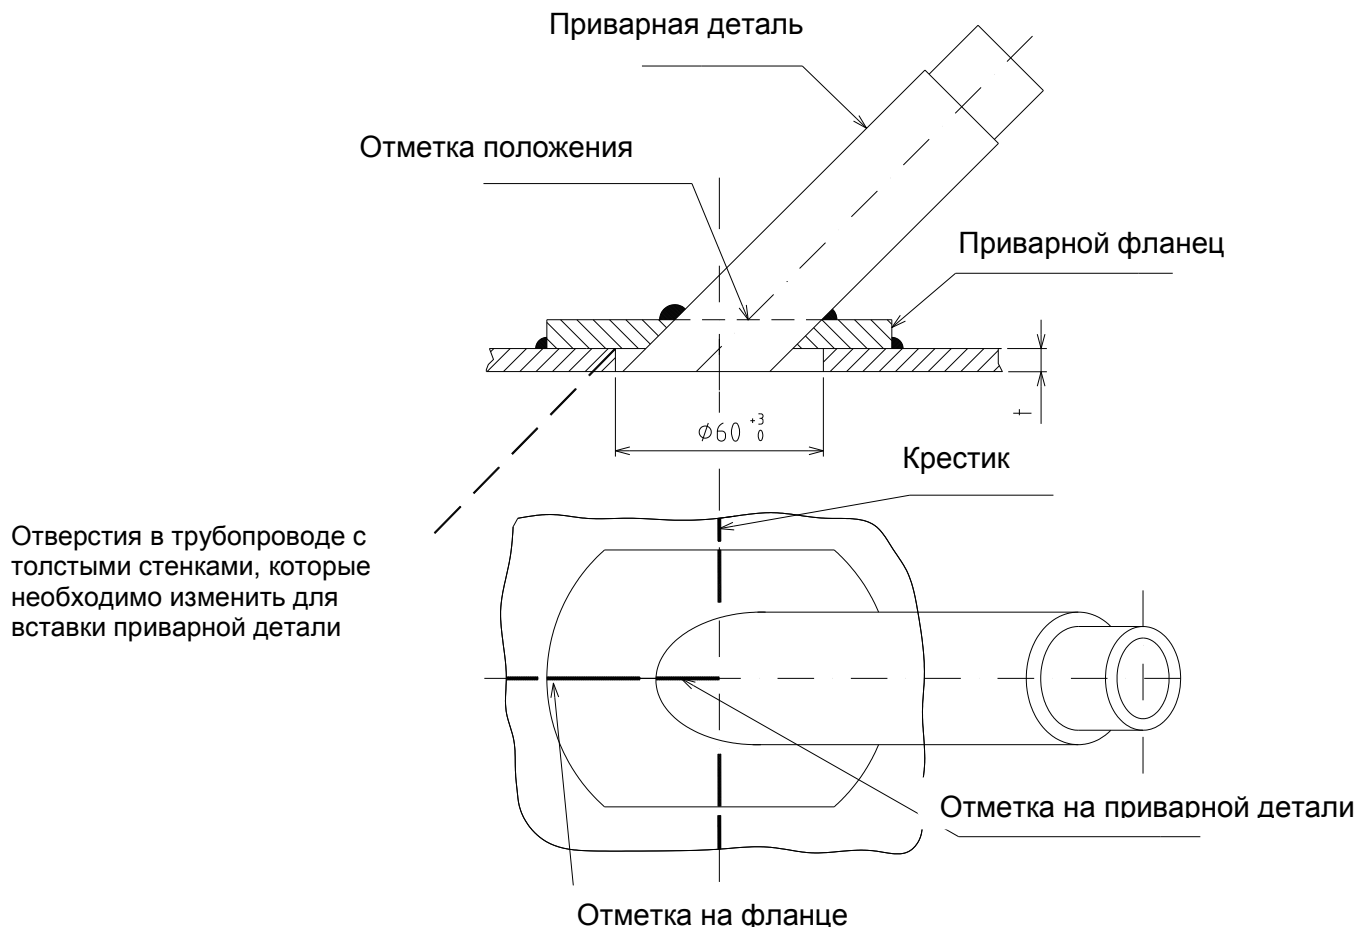 Приварная деталь
Отметка положения
Приварной фланец
t
Ø60 +3 0
Крестик
Отверстия в трубопроводе с
толстыми стенками, которые
необходимо изменить для
вставки приварной детали
Отметка на приварной детали
Отметка на фланце